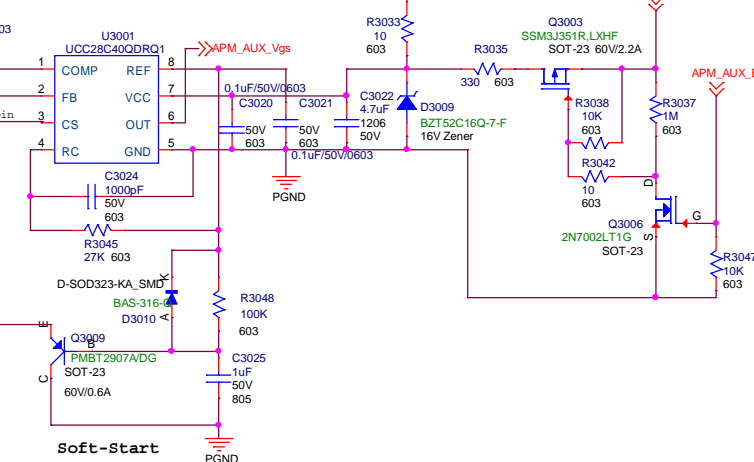 03
U3001
UCC28C40QDRQ1
1
COMP
REF
8
2
FB
VCC
7
3
CS
OUT
6
4
RC
GND
5
in
APM_AUX_Vgs
R3033
10
603
R3035
330
603
Q3003
SSM3J351R,LXHF
SOT-23 60V/2.2A
APM_AUX_E
0.1uF/50V/0603
C3020
50V
603
C3021
50V
603
0.1uF/50V/0603
C3022
4.7uF
1206
50V
D3009
BZT52C16Q-7-F
16V Zener
R3038
10K
603
R3037
1M
603
R3042
10
603
D
G
S
Q3006
2N7002LT1G
SOT-23
R3047
10K
603
PGND
C3024
1000pF
50V
603
R3045
27K 603
D-SOD323-KA_SMD
K
BAS-316-
A
D3010
R3048
100K
603
E
Q3009
B
PMBT2907A/DG
SOT-23
C
60V/0.6A
C3025
1uF
50V
805
Soft-Start
PGND